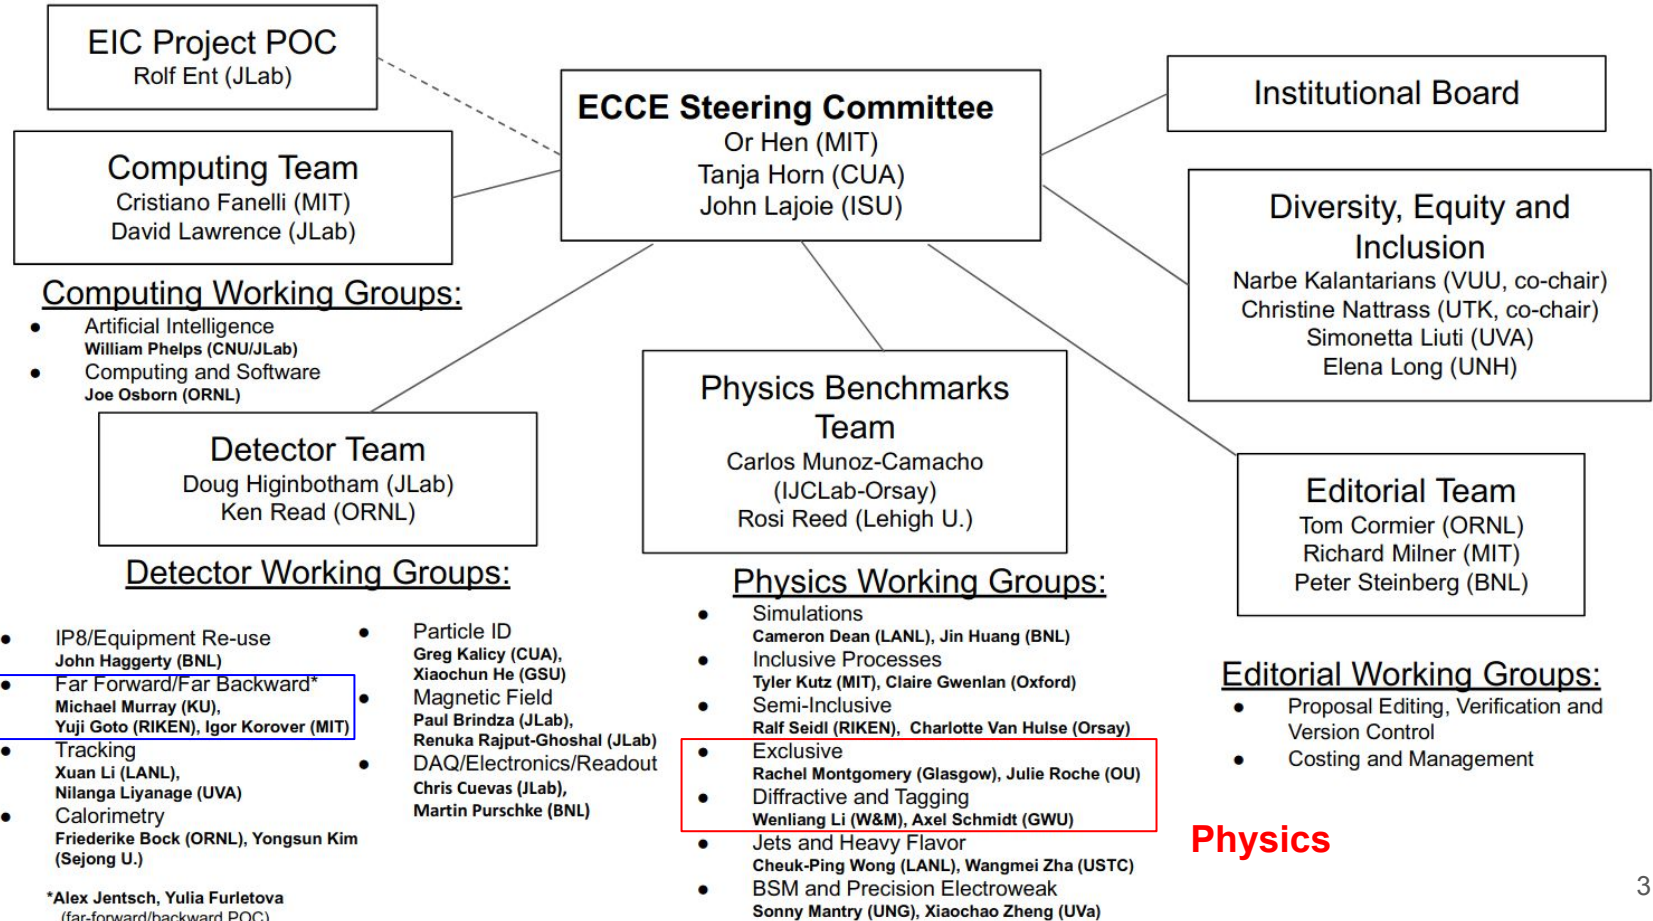 EIC Project POC
Rolf Ent (JLab)
Computing Team
Cristiano Fanelli (MIT)
David Lawrence (JLab)
ECCE Steering Committee
Or Hen (MIT)
Tanja Horn (CUA)
John Lajoie (ISU)
Institutional Board
Diversity, Equity and
Inclusion
Narbe Kalantarians (VUU, co-chair)
Christine Nattrass (UTK, co-chair)
Simonetta Liuti (UVA)
Elena Long (UNH)
Computing Working Groups:
● Artificial Intelligence
William Phelps (CNU/JLab)
● Computing and Software
Joe Osborn (ORNL)
Detector Team
Doug Higinbotham (JLab)
Ken Read (ORNL)
Physics Benchmarks
Team
Carlos Munoz-Camacho
(IJCLab-Orsay)
Rosi Reed (Lehigh U.)
Editorial Team
Tom Cormier (ORNL)
Richard Milner (MIT)
Peter Steinberg (BNL)
Detector Working Groups:
● IP8/Equipment Re-use
John Haggerty (BNL)
● Far Forward/Far Backward*
Michael Murray (KU),
Yuji Goto (RIKEN), Igor Korover (MIT)
● Tracking
Xuan Li (LANL),
Nilanga Liyanage (UVA)
● Calorimetry
Friederike Bock (ORNL), Yongsun Kim
(Sejong U.)
*Alex Jentsch, Yulia Furletova
(far-forward/backward POC)
● Particle ID
Greg Kalicy (CUA),
Xiaochun He (GSU)
● Magnetic Field
Paul Brindza (JLab),
Renuka Rajput-Ghoshal (JLab)
● DAQ/Electronics/Readout
Chris Cuevas (JLab),
Martin Purschke (BNL)
Physics Working Groups:
● Simulations
Cameron Dean (LANL), Jin Huang (BNL)
● Inclusive Processes
Tyler Kutz (MIT), Claire Gwenlan (Oxford)
● Semi-Inclusive
Ralf Seidl (RIKEN), Charlotte Van Hulse (Orsay)
● Exclusive
Rachel Montgomery (Glasgow), Julie Roche (OU)
● Diffractive and Tagging
Wenliang Li (W&M), Axel Schmidt (GWU)
● Jets and Heavy Flavor
Cheuk-Ping Wong (LANL), Wangmei Zha (USTC)
● BSM and Precision Electroweak
Sonny Mantry (UNG), Xiaochao Zheng (UVa)
Editorial Working Groups:
● Proposal Editing, Verification and
Version Control
● Costing and Management
Physics
3